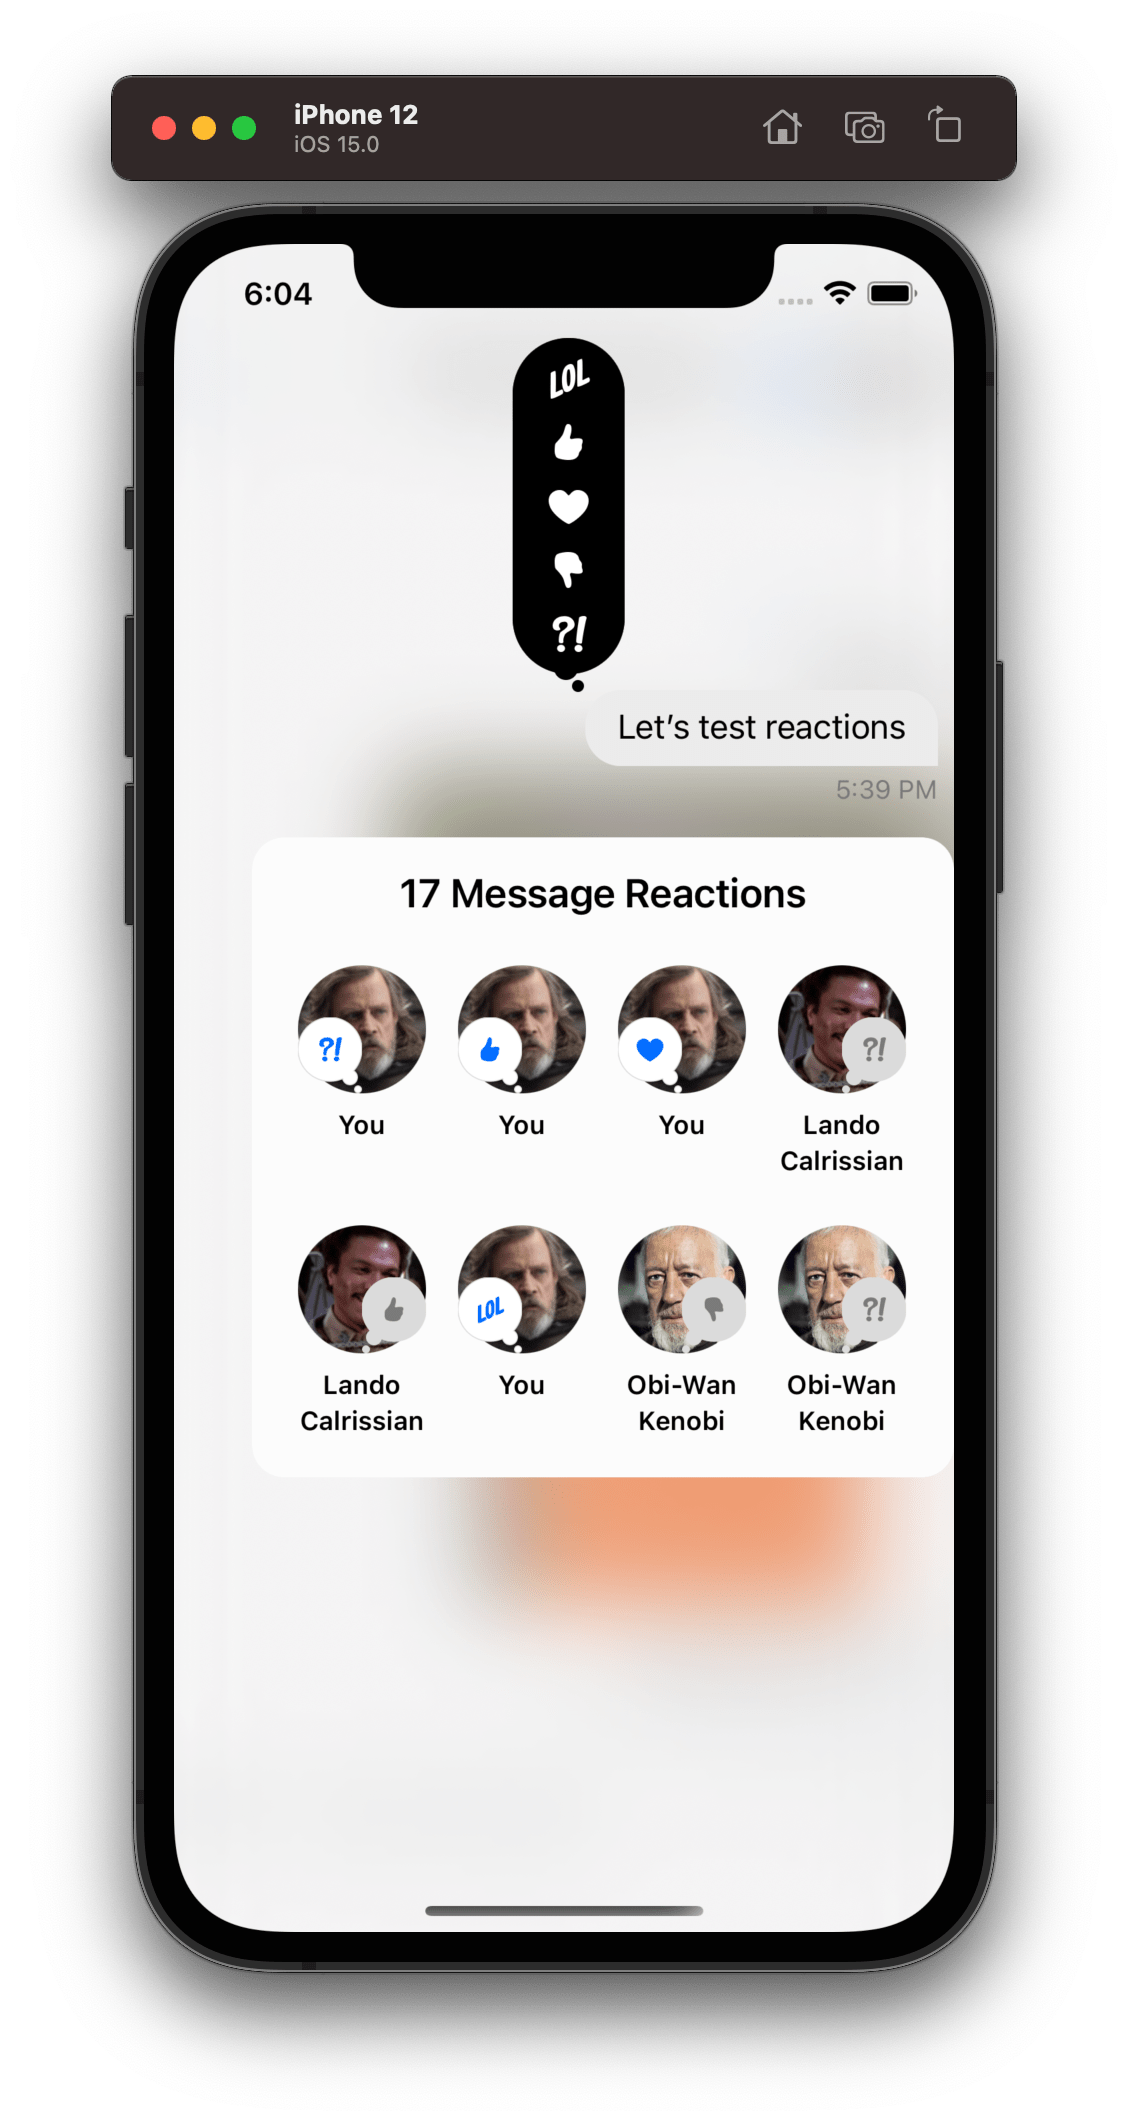 iPhone 12
iOS 15.0
6:04
LOL
?!
Let's test reactions
5:39 PM
17 Message Reactions
?!
?!
You
You
You
Lando
Calrissian
LOL
?!
Lando
Calrissian
You
Obi-Wan
Kenobi
Obi-Wan
Kenobi